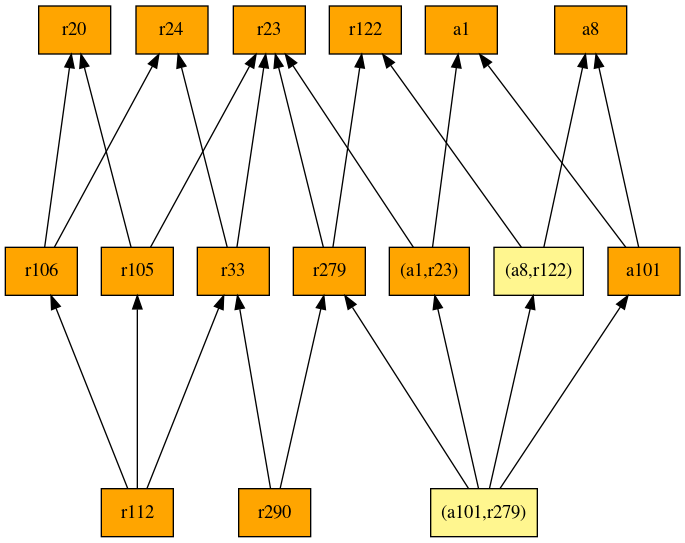 r20 r24 r23 r122 a1 a8
r106 r105 r33 r279 (a1,r23) (a8,r122) a101
r112 r290 (a101,r279)